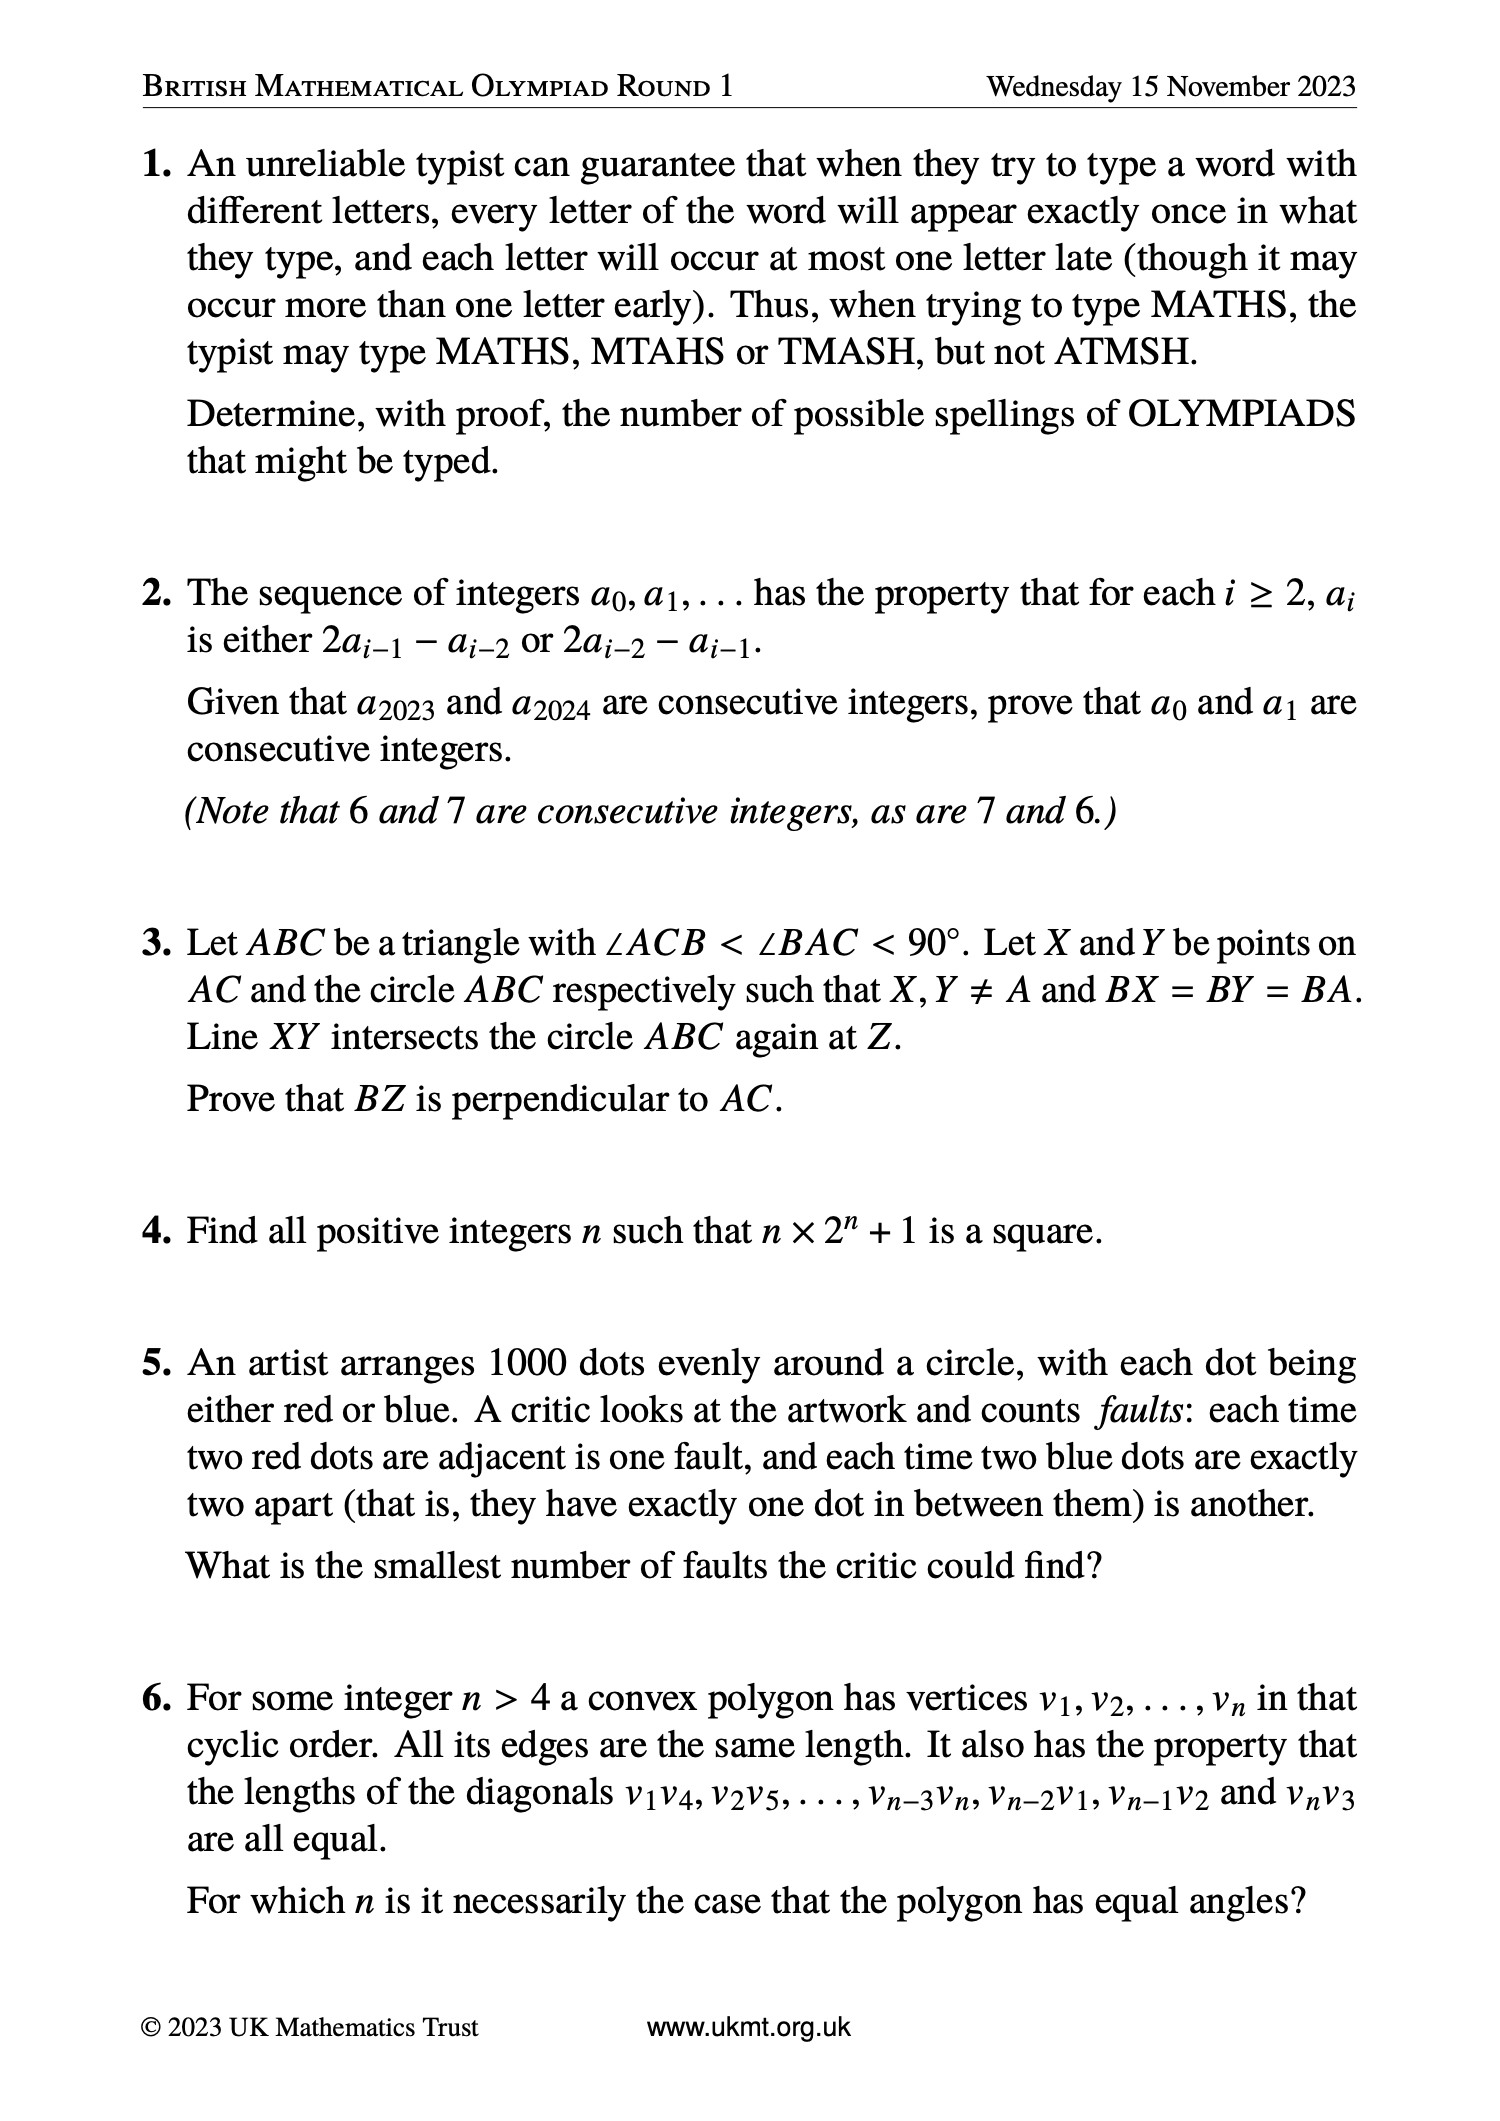 British Mathematical Olympiad Round 1 Wednesday 15 November 2023
1. An unreliable typist can guarantee that when they try to type a word with
different letters, every letter of the word will appear exactly once in what
they type, and each letter will occur at most one letter late (though it may
occur more than one letter early). Thus, when trying to type MATHS, the
typist may type MATHS, MTAHS or TMASH, but not ATMSH.
Determine, with proof, the number of possible spellings of OLYMPIADS
that might be typed.
2. The sequence of integers a₀, a₁, . . . has the property that for each i ≥ 2, aᵢ
is either 2aᵢ₋₁ − aᵢ₋₂ or 2aᵢ₋₂ − aᵢ₋₁.
Given that a₂₀₂₃ and a₂₀₂₄ are consecutive integers, prove that a₀ and a₁ are
consecutive integers.
(Note that 6 and 7 are consecutive integers, as are 7 and 6.)
3. Let ABC be a triangle with ∠ACB < ∠BAC < 90°. Let X and Y be points on
AC and the circle ABC respectively such that X, Y ≠ A and BX = BY = BA.
Line XY intersects the circle ABC again at Z.
Prove that BZ is perpendicular to AC.
4. Find all positive integers n such that n × 2ⁿ + 1 is a square.
5. An artist arranges 1000 dots evenly around a circle, with each dot being
either red or blue. A critic looks at the artwork and counts faults: each time
two red dots are adjacent is one fault, and each time two blue dots are exactly
two apart (that is, they have exactly one dot in between them) is another.
What is the smallest number of faults the critic could find?
6. For some integer n > 4 a convex polygon has vertices v₁, v₂, . . . , vₙ in that
cyclic order. All its edges are the same length. It also has the property that
the lengths of the diagonals v₁v₄, v₂v₅, . . . , vₙ₋₃vₙ, vₙ₋₂v₁, vₙ₋₁v₂ and vₙv₃
are all equal.
For which n is it necessarily the case that the polygon has equal angles?
© 2023 UK Mathematics Trust www.ukmt.org.uk